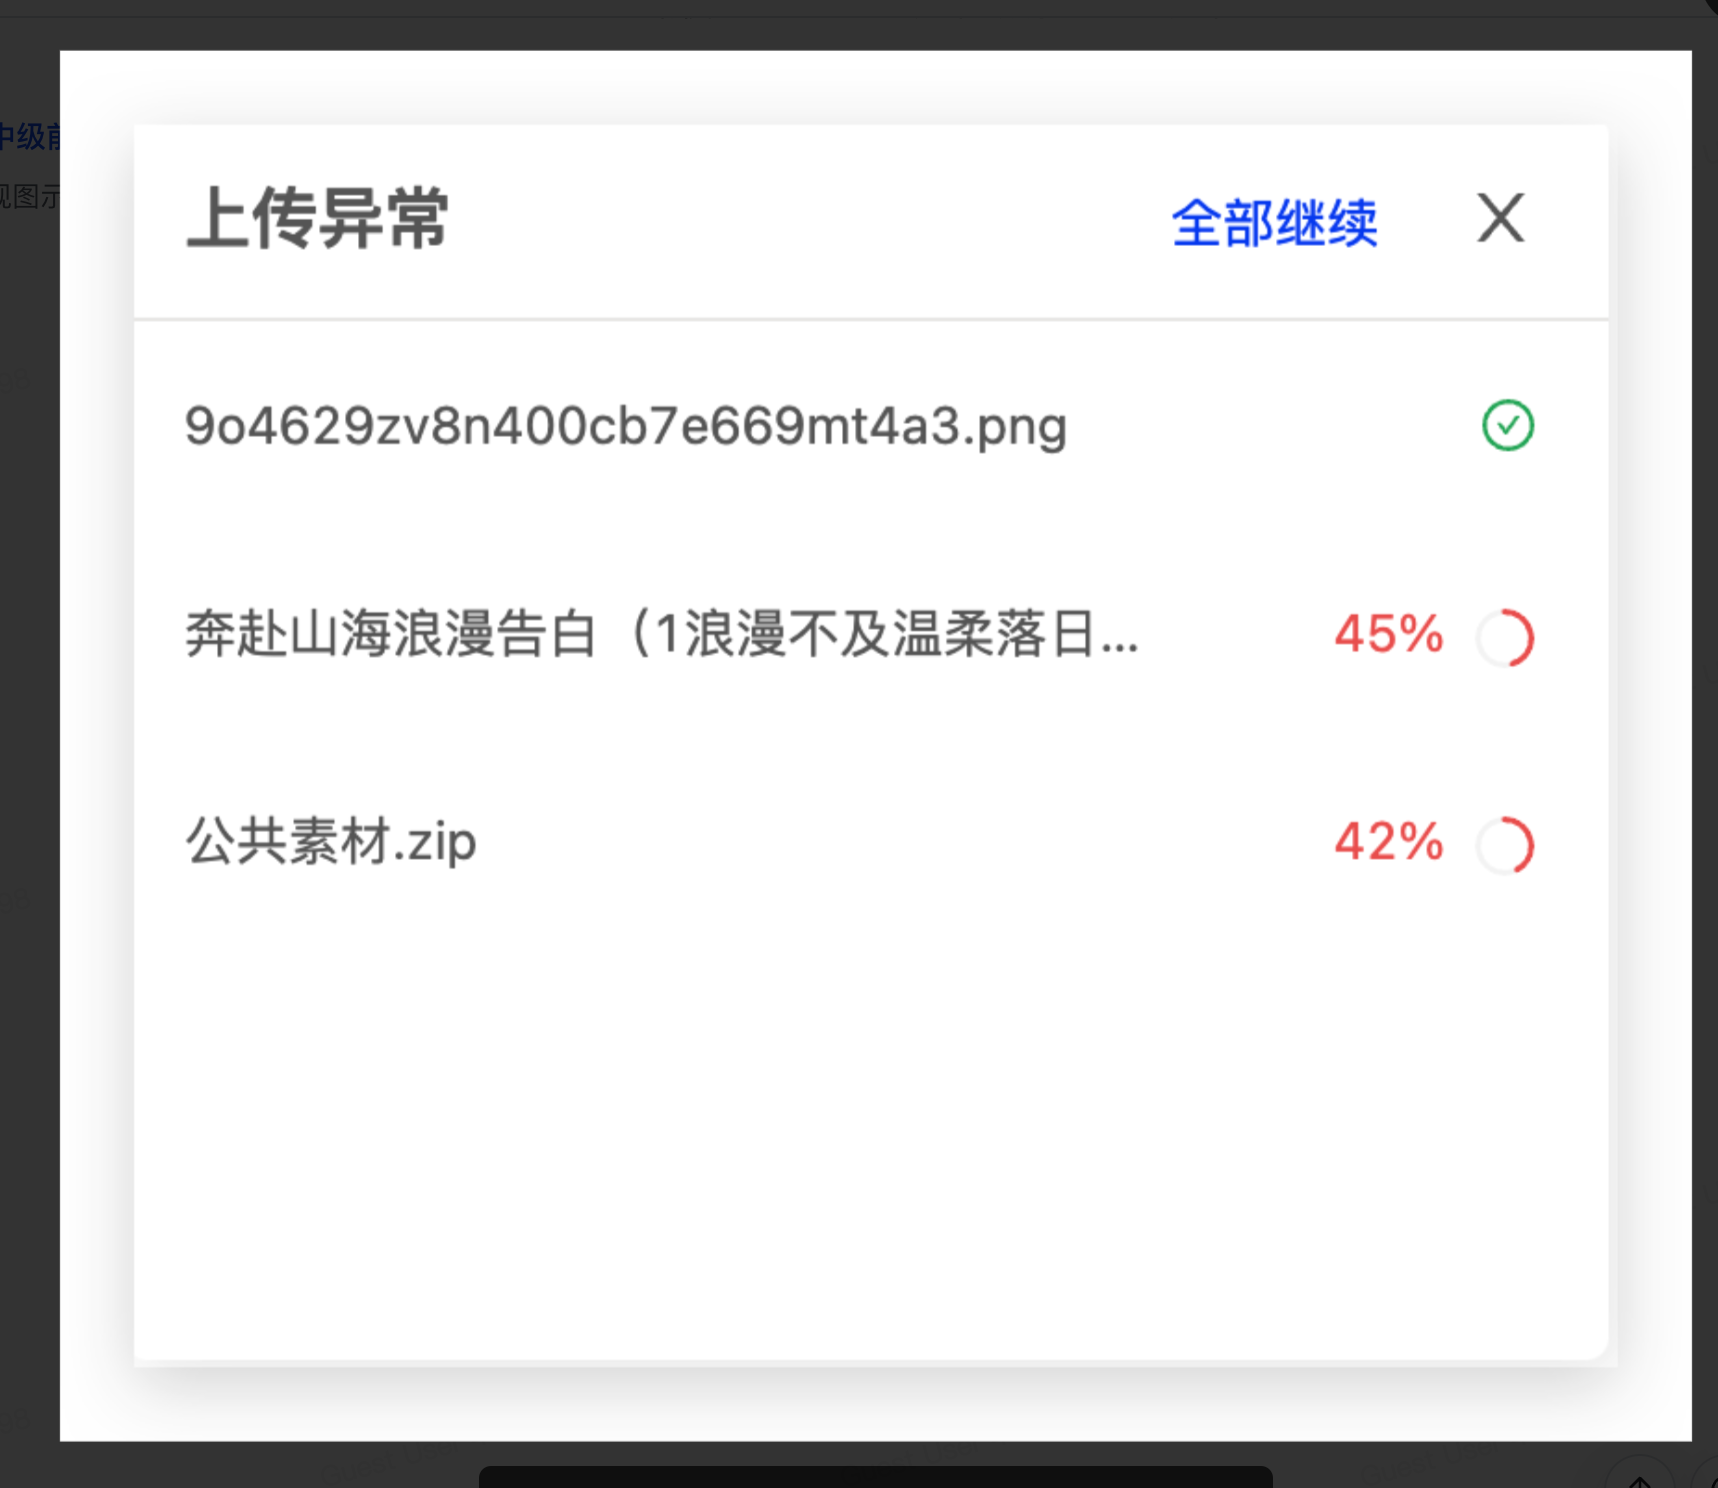 中级前
观图示
上传异常 全部继续
9o4629zv8n400cb7e669mt4a3.png
奔赴山海浪漫告白（1浪漫不及温柔落日... 45%
公共素材.zip 42%